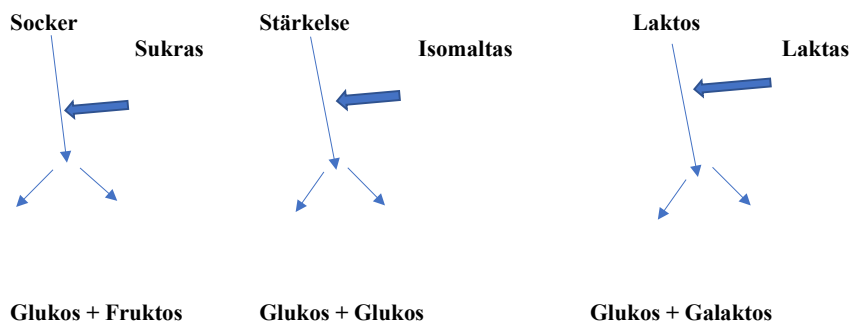 Socker Stärkelse Laktos
Sukras Isomaltas Laktas
Glukos + Fruktos Glukos + Glukos Glukos + Galaktos